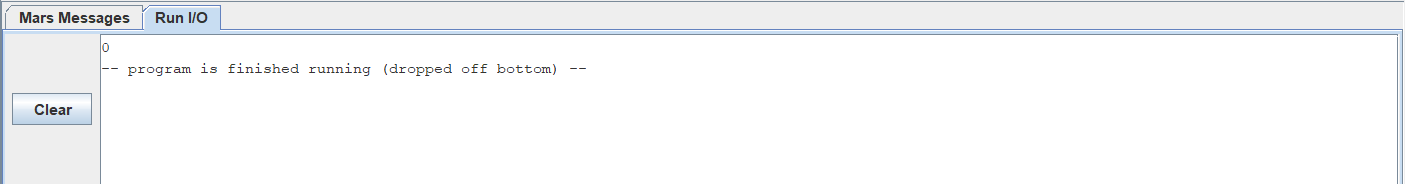 Mars Messages Run I/O
0
-- program is finished running (dropped off bottom) --
Clear